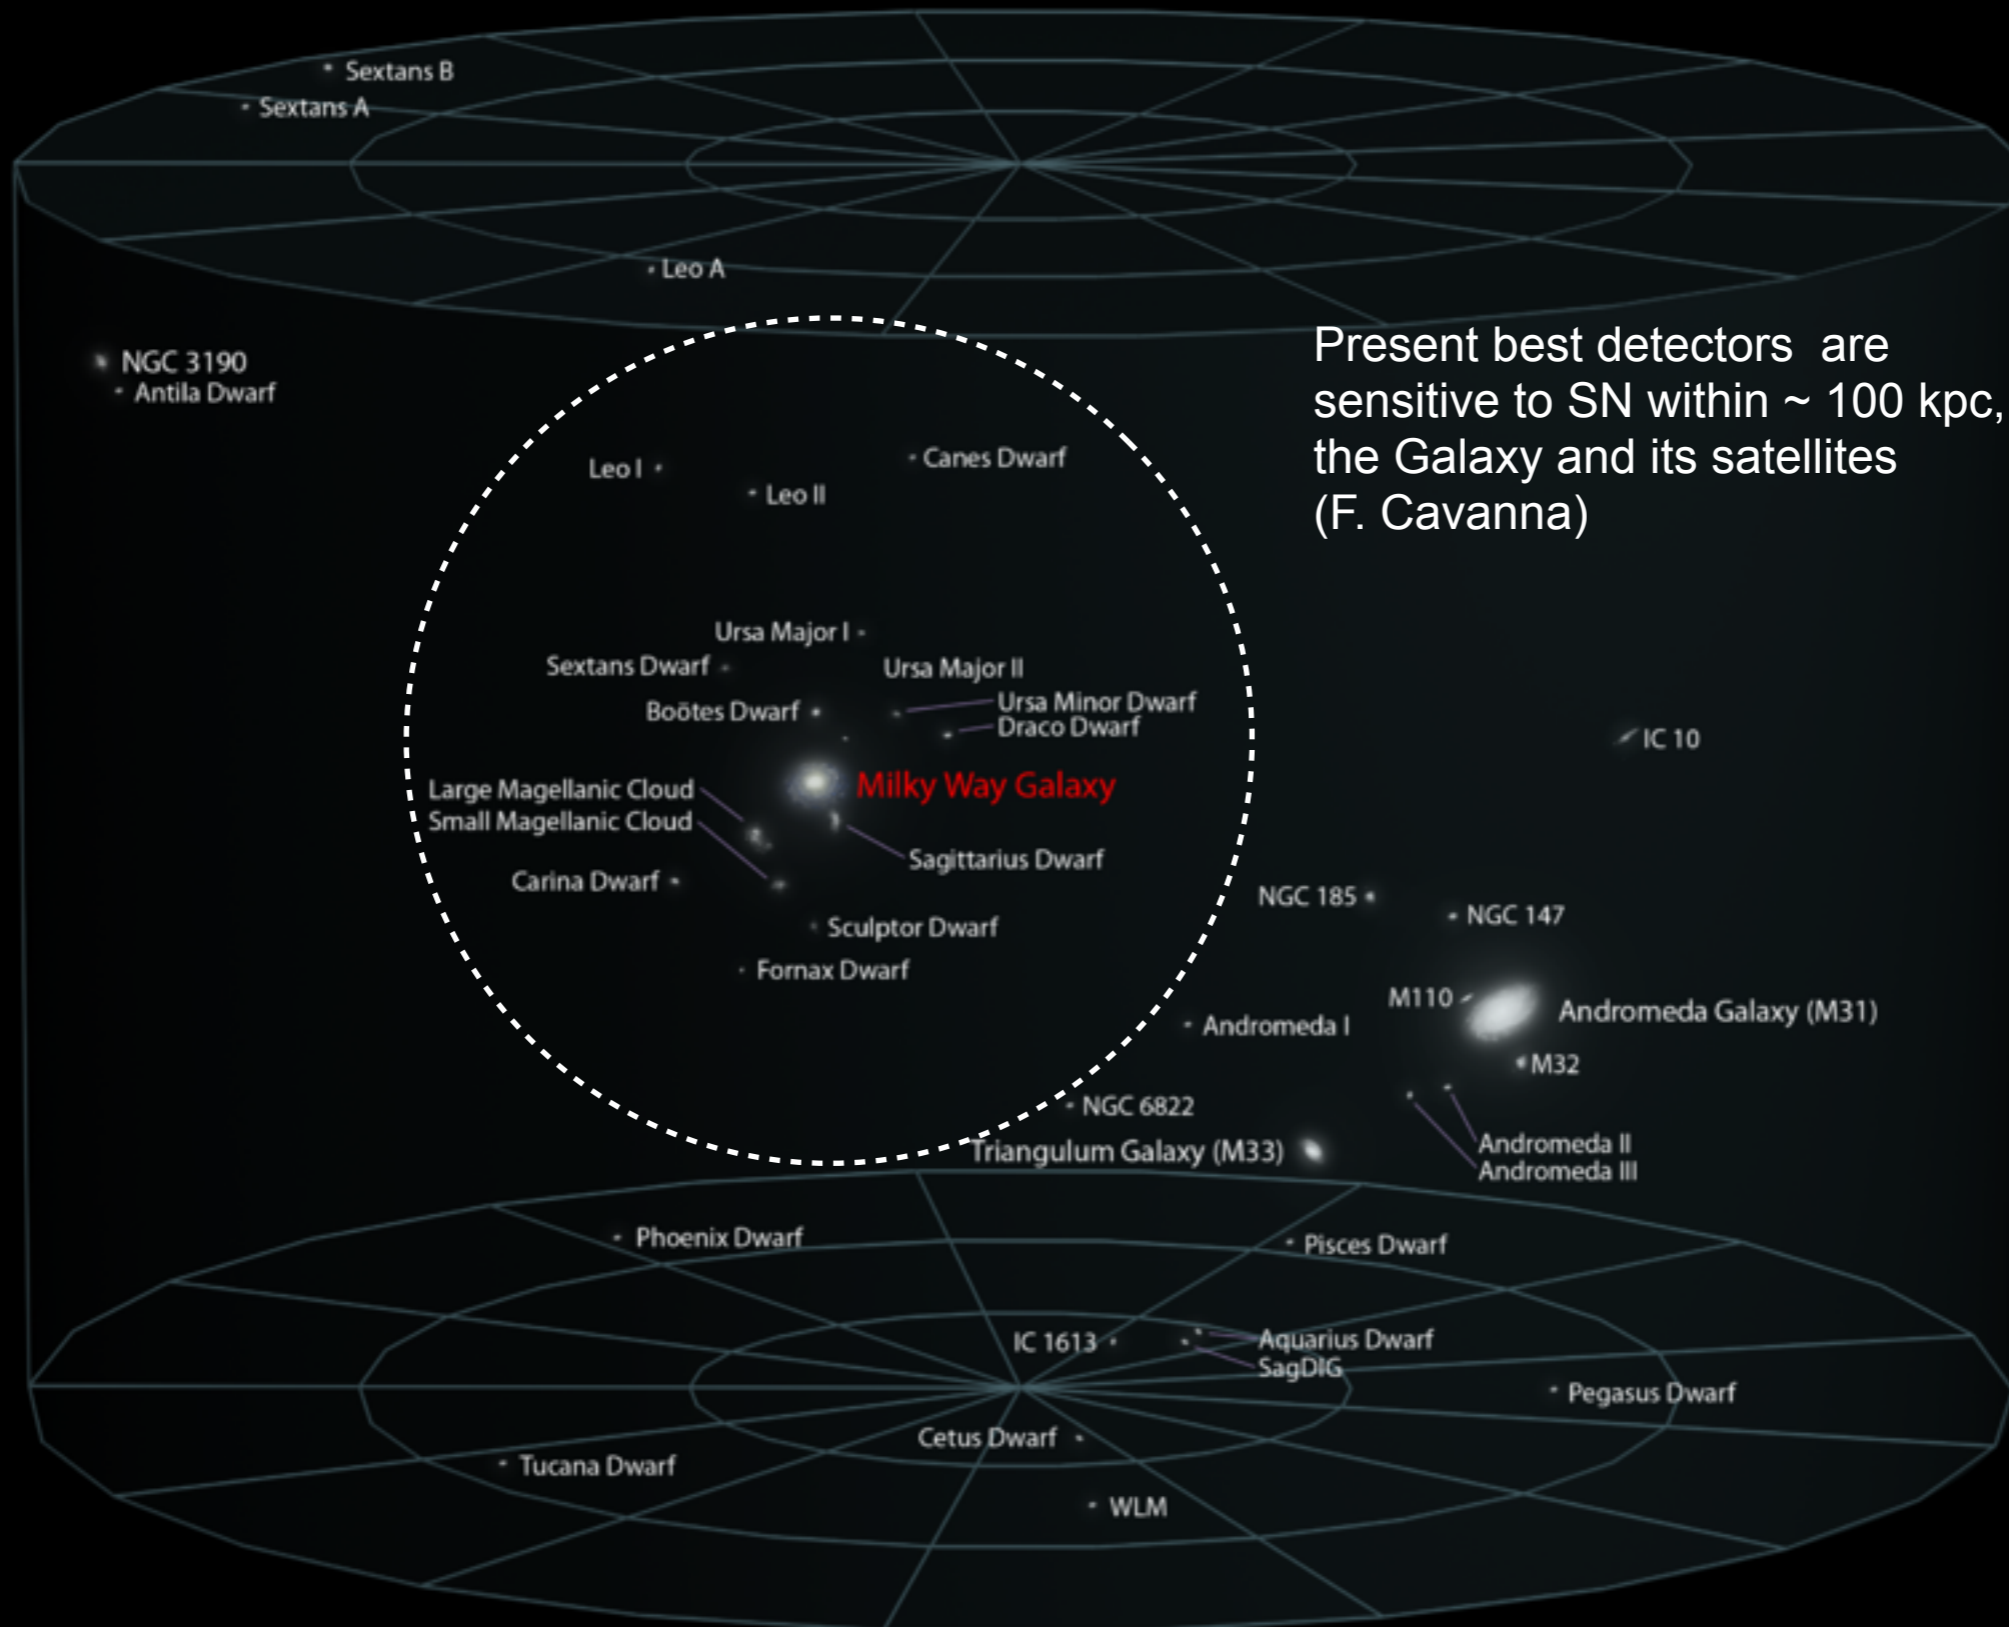 Sextans B
Sextans A
Leo A
NGC 3190
Antila Dwarf
Present best detectors  are
sensitive to SN within ~ 100 kpc,
the Galaxy and its satellites
(F. Cavanna)
Leo I
Canes Dwarf
Leo II
Ursa Major I
Sextans Dwarf
Ursa Major II
Boötes Dwarf
Ursa Minor Dwarf
Draco Dwarf
IC 10
Milky Way Galaxy
Large Magellanic Cloud
Small Magellanic Cloud
Sagittarius Dwarf
Carina Dwarf
NGC 185
NGC 147
Sculptor Dwarf
Fornax Dwarf
M110
Andromeda Galaxy (M31)
Andromeda I
M32
NGC 6822
Triangulum Galaxy (M33)
Andromeda II
Andromeda III
Phoenix Dwarf
Pisces Dwarf
IC 1613
Aquarius Dwarf
SagDIG
Pegasus Dwarf
Cetus Dwarf
Tucana Dwarf
WLM